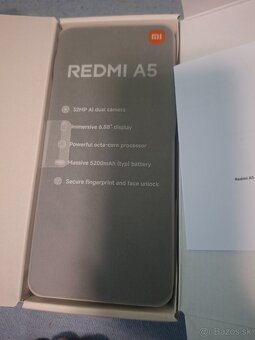 mi
REDMI A5
32MP AI dual camera
Immersive 6.88" display
Powerful octa-core processor
Massive 5200mAh (typ) battery
Secure fingerprint and face unlock
Redmi A5
Bazos.sk